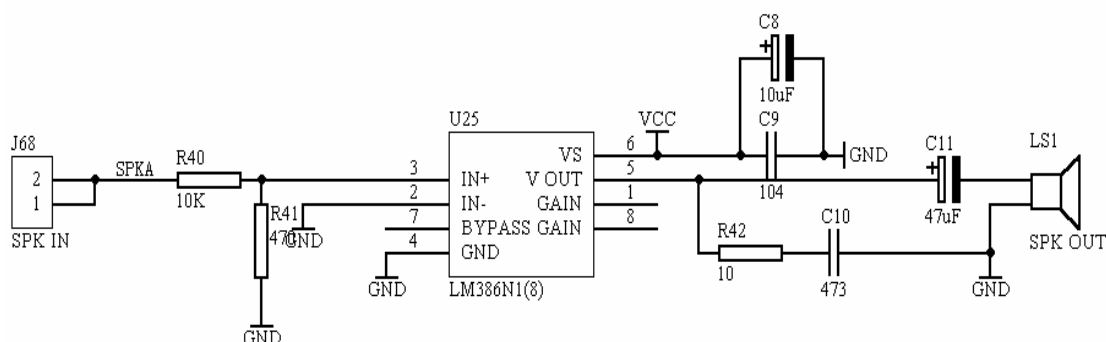 C8
10uF
C9
104
VCC
GND
U25
6
VS
5
V OUT
1
GAIN
8
GAIN
3
IN+
2
IN-
7
BYPASS
4
GND
LM386N1(8)
J68
2
1
SPK IN
SPKA
R40
10K
R41
GND
GND
GND
R42
10
C10
473
C11
47uF
LS1
SPK OUT
GND